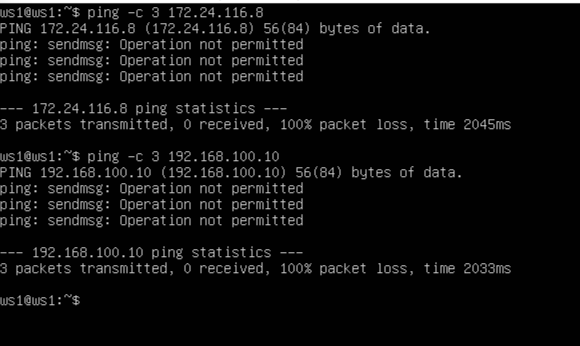 ws1@ws1:~$ ping -c 3 172.24.116.8
PING 172.24.116.8 (172.24.116.8) 56(84) bytes of data.
ping: sendmsg: Operation not permitted
ping: sendmsg: Operation not permitted
ping: sendmsg: Operation not permitted
--- 172.24.116.8 ping statistics ---
3 packets transmitted, 0 received, 100% packet loss, time 2045ms
ws1@ws1:~$ ping -c 3 192.168.100.10
PING 192.168.100.10 (192.168.100.10) 56(84) bytes of data.
ping: sendmsg: Operation not permitted
ping: sendmsg: Operation not permitted
ping: sendmsg: Operation not permitted
--- 192.168.100.10 ping statistics ---
3 packets transmitted, 0 received, 100% packet loss, time 2033ms
ws1@ws1:~$